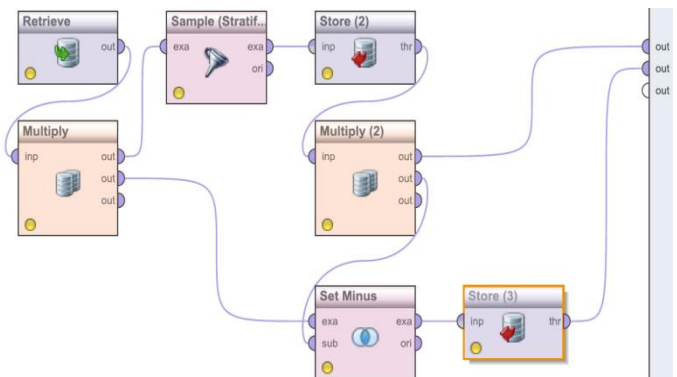 Retrieve
out
Sample (Stratif...
exa
exa
ori
Store (2)
inp
thr
out
out
out
Multiply
inp
out
out
out
Multiply (2)
inp
out
out
out
Set Minus
exa
exa
sub
ori
Store (3)
inp
thr